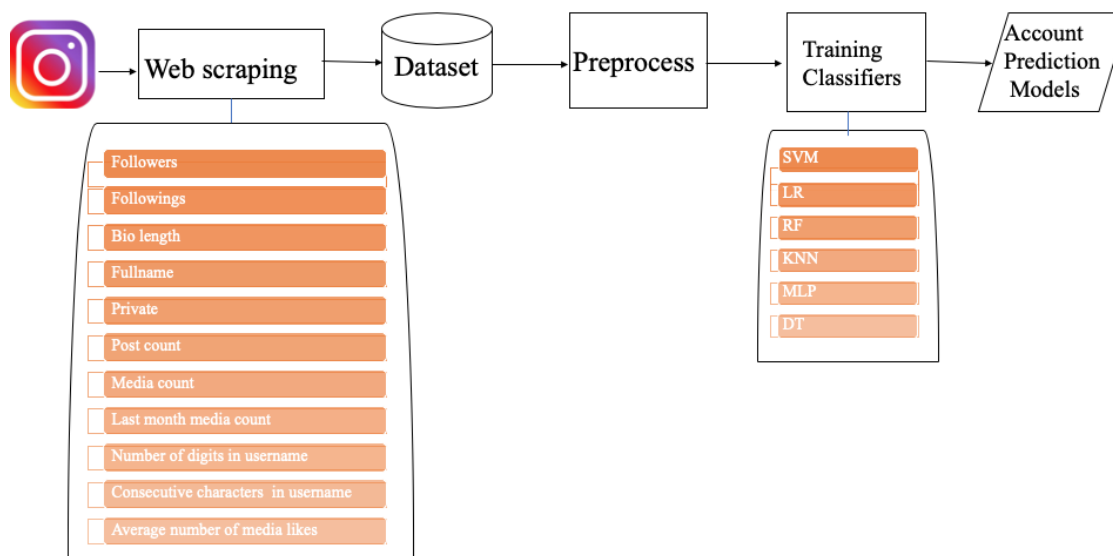 Web scraping
Dataset
Preprocess
Training
Classifiers
Account
Prediction
Models
Followers
Followings
Bio length
Fullname
Private
Post count
Media count
Last month media count
Number of digits in username
Consecutive characters in username
Average number of media likes
SVM
LR
RF
KNN
MLP
DT